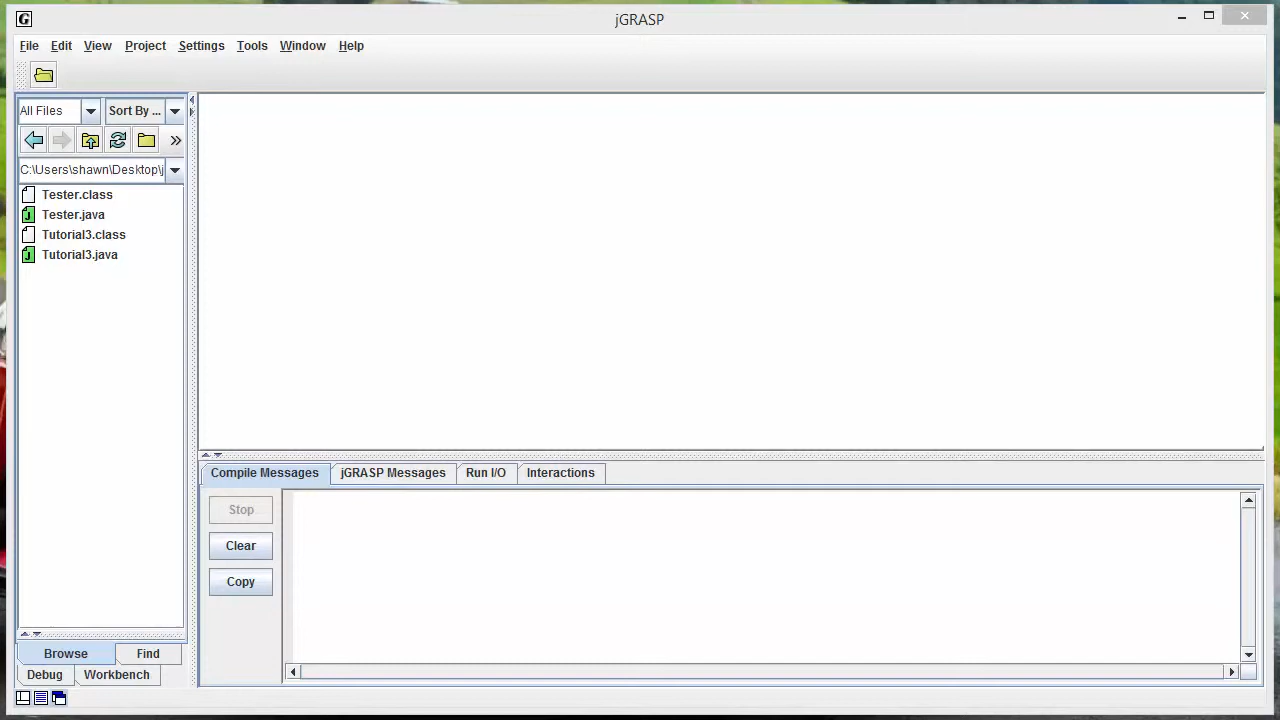 G
jGRASP
File Edit View Project Settings Tools Window Help
All Files
Sort By ...
»
C:\Users\shawn\Desktop\j
Tester.class
J Tester.java
Tutorial3.class
J Tutorial3.java
Compile Messages jGRASP Messages Run I/O Interactions
Stop
Clear
Copy
Browse Find
Debug Workbench